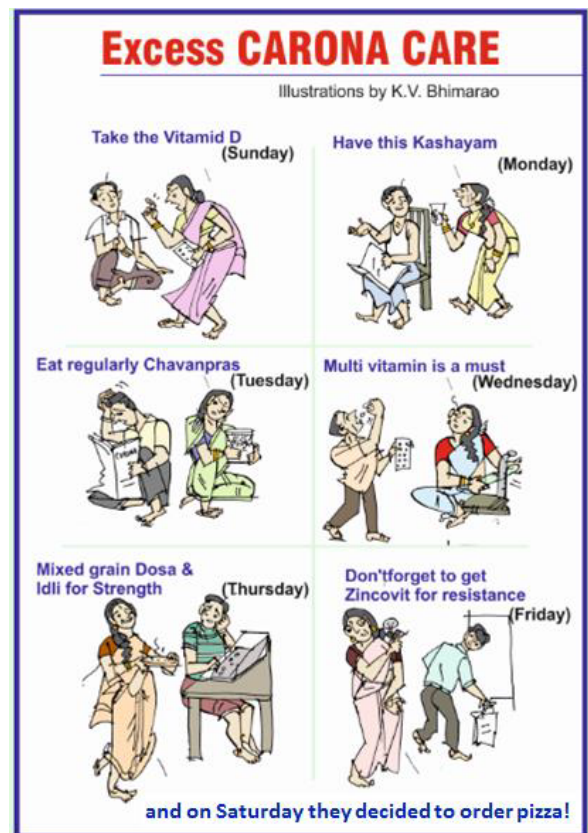 Excess CARONA CARE
Illustrations by K.V. Bhimarao
Take the Vitamid D
(Sunday)
Have this Kashayam
(Monday)
Eat regularly Chavanpras
(Tuesday)
Multi vitamin is a must
(Wednesday)
CORONA
Mixed grain Dosa &
Idli for Strength
(Thursday)
Don'tforget to get
Zincovit for resistance
(Friday)
and on Saturday they decided to order pizza!